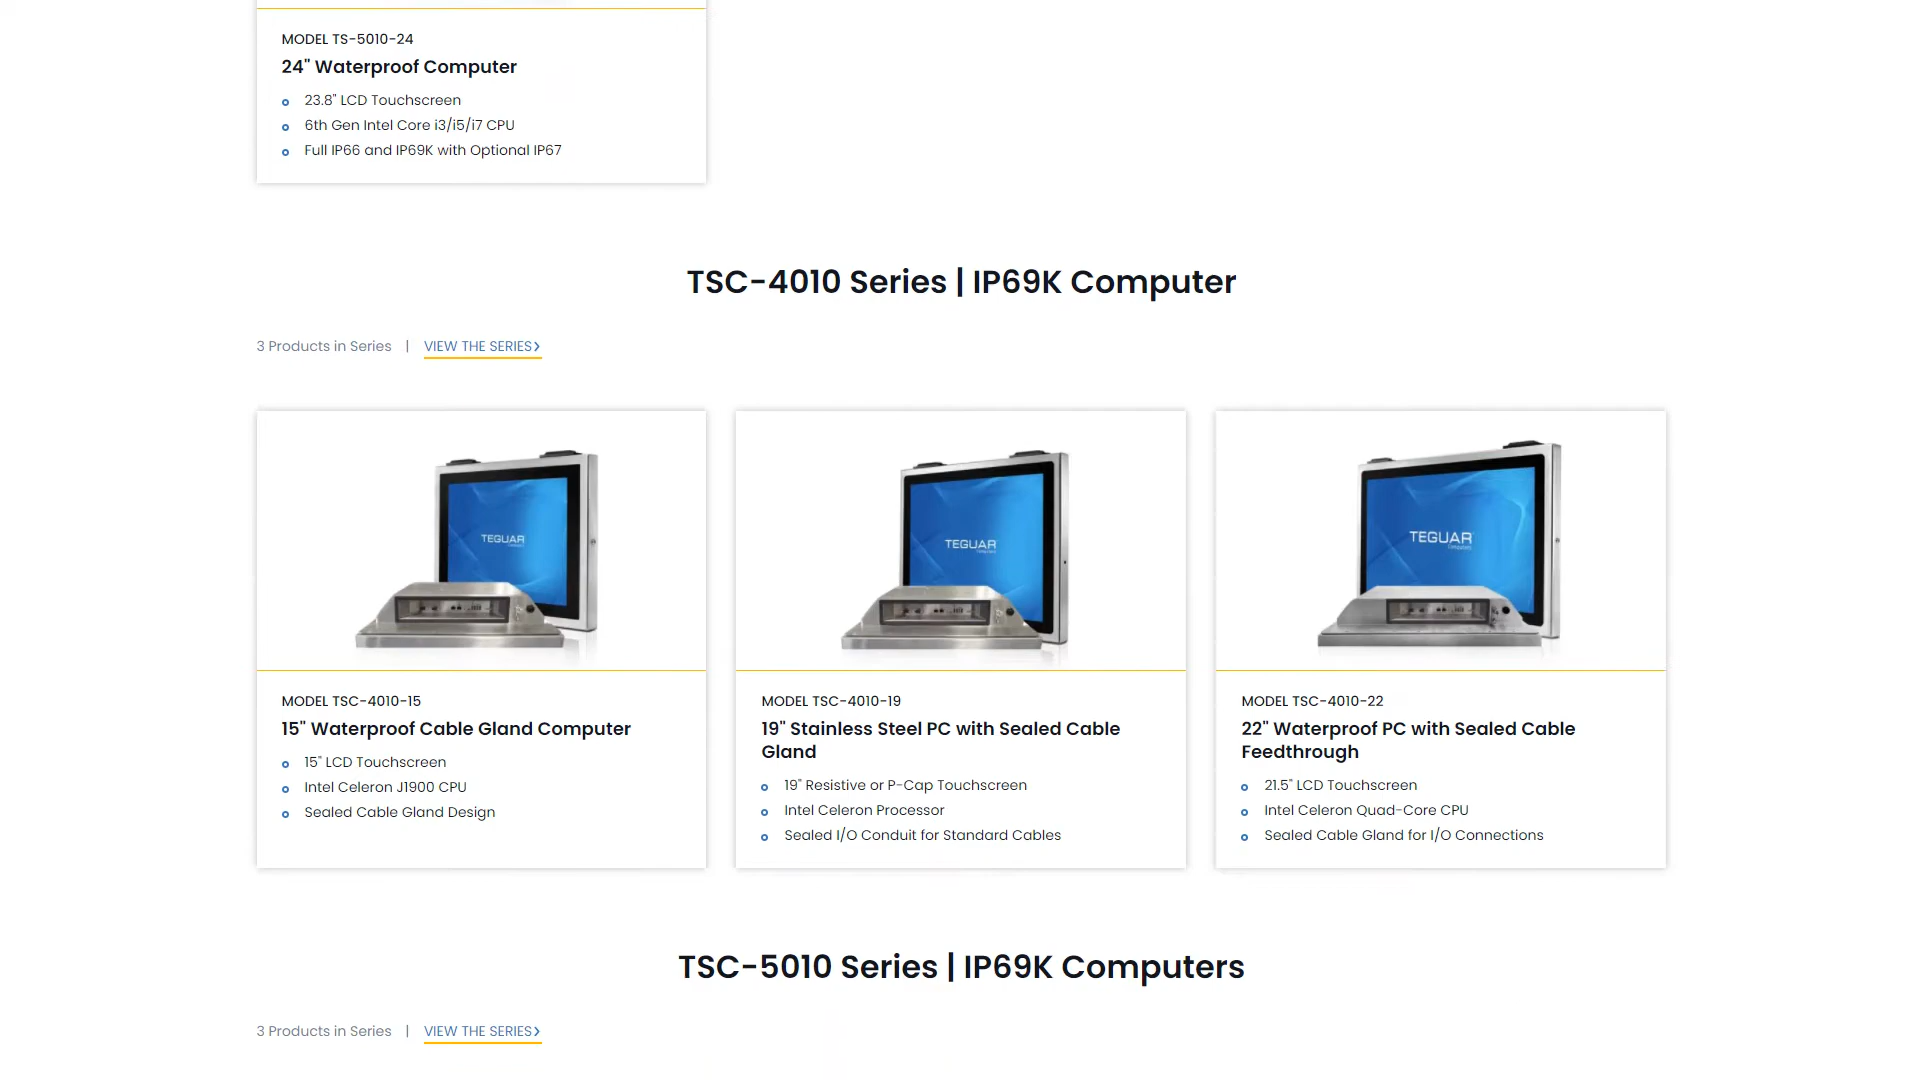 MODEL TS-5010-24
24" Waterproof Computer
23.8" LCD Touchscreen
6th Gen Intel Core i3/i5/i7 CPU
Full IP66 and IP69K with Optional IP67
TSC-4010 Series | IP69K Computer
3 Products in Series | VIEW THE SERIES
TEGUAR
TEGUAR
TEGUAR
MODEL TSC-4010-15
15" Waterproof Cable Gland Computer
15" LCD Touchscreen
Intel Celeron J1900 CPU
Sealed Cable Gland Design
MODEL TSC-4010-19
19" Stainless Steel PC with Sealed Cable
Gland
19" Resistive or P-Cap Touchscreen
Intel Celeron Processor
Sealed I/O Conduit for Standard Cables
MODEL TSC-4010-22
22" Waterproof PC with Sealed Cable
Feedthrough
21.5" LCD Touchscreen
Intel Celeron Quad-Core CPU
Sealed Cable Gland for I/O Connections
TSC-5010 Series | IP69K Computers
3 Products in Series | VIEW THE SERIES